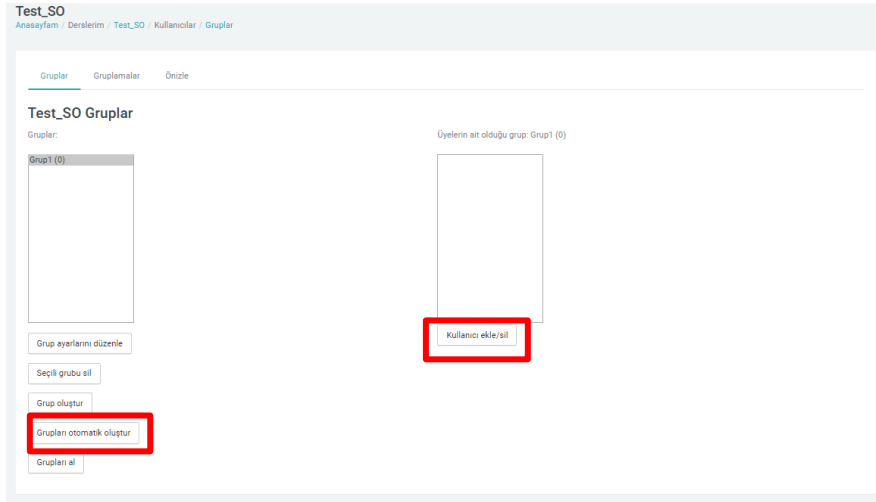 Test_SO
Anasayfam / Derslerim / Test_SO / Kullanıcılar / Gruplar
Gruplar Gruplamalar Önizle
Test_SO Gruplar
Gruplar:
Üyelerin ait olduğu grup: Grup1 (0)
Grup1 (0)
Kullanıcı ekle/sil
Grup ayarlarını düzenle
Seçili grubu sil
Grup oluştur
Grupları otomatik oluştur
Grupları al